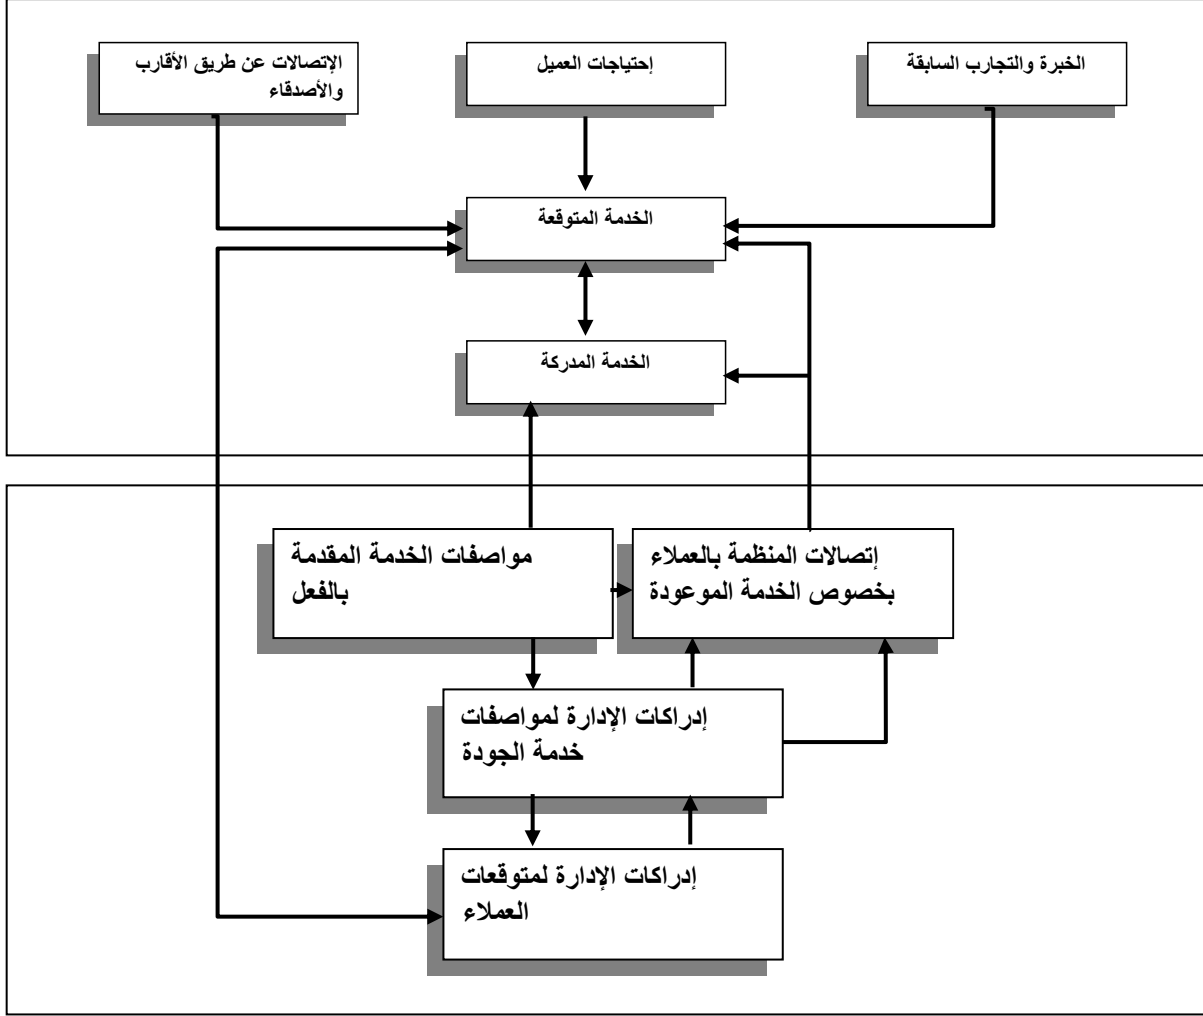 الخبرة والتجارب السابقة
إحتياجات العميل
الإتصالات عن طريق الأقارب
والأصدقاء
الخدمة المتوقعة
الخدمة المدركة
إتصالات المنظمة بالعملاء
بخصوص الخدمة الموعودة
مواصفات الخدمة المقدمة
بالفعل
إدراكات الإدارة لمواصفات
خدمة الجودة
إدراكات الإدارة لمتوقعات
العملاء